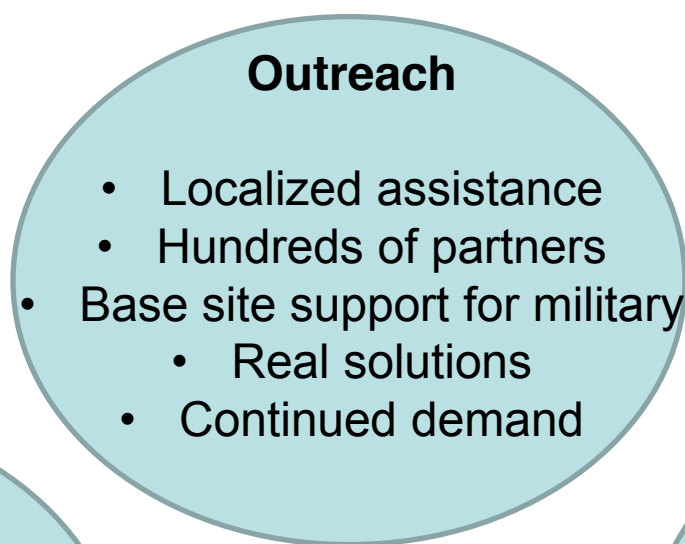 Outreach
• Localized assistance
• Hundreds of partners
• Base site support for military
• Real solutions
• Continued demand